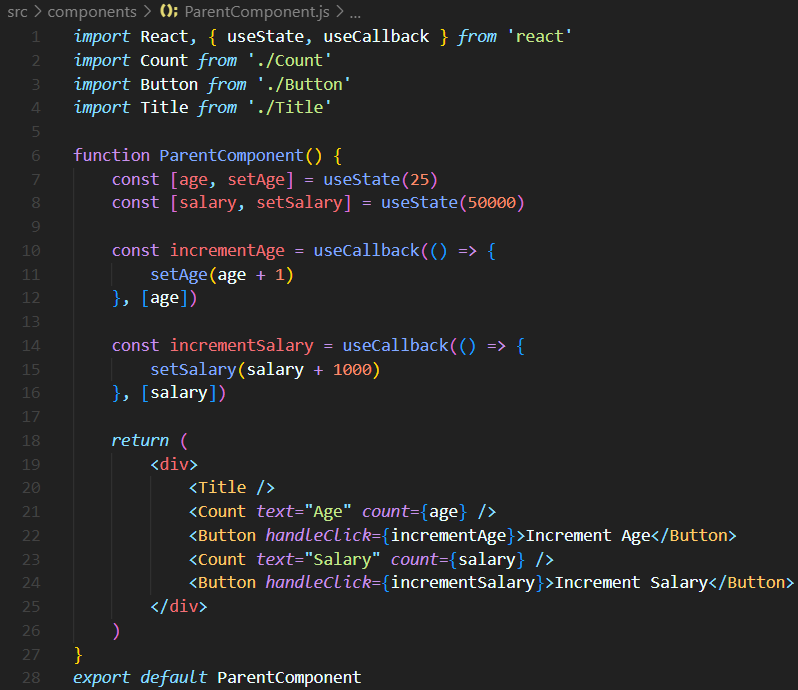 src > components > ParentComponent.js > ...
1 import React, { useState, useCallback } from 'react'
2 import Count from './Count'
3 import Button from './Button'
4 import Title from './Title'
5
6 function ParentComponent() {
7     const [age, setAge] = useState(25)
8     const [salary, setSalary] = useState(50000)
9
10     const incrementAge = useCallback(() => {
11         setAge(age + 1)
12     }, [age])
13
14     const incrementSalary = useCallback(() => {
15         setSalary(salary + 1000)
16     }, [salary])
17
18     return (
19         <div>
20             <Title />
21             <Count text="Age" count={age} />
22             <Button handleClick={incrementAge}>Increment Age</Button>
23             <Count text="Salary" count={salary} />
24             <Button handleClick={incrementSalary}>Increment Salary</Button>
25         </div>
26     )
27 }
28 export default ParentComponent